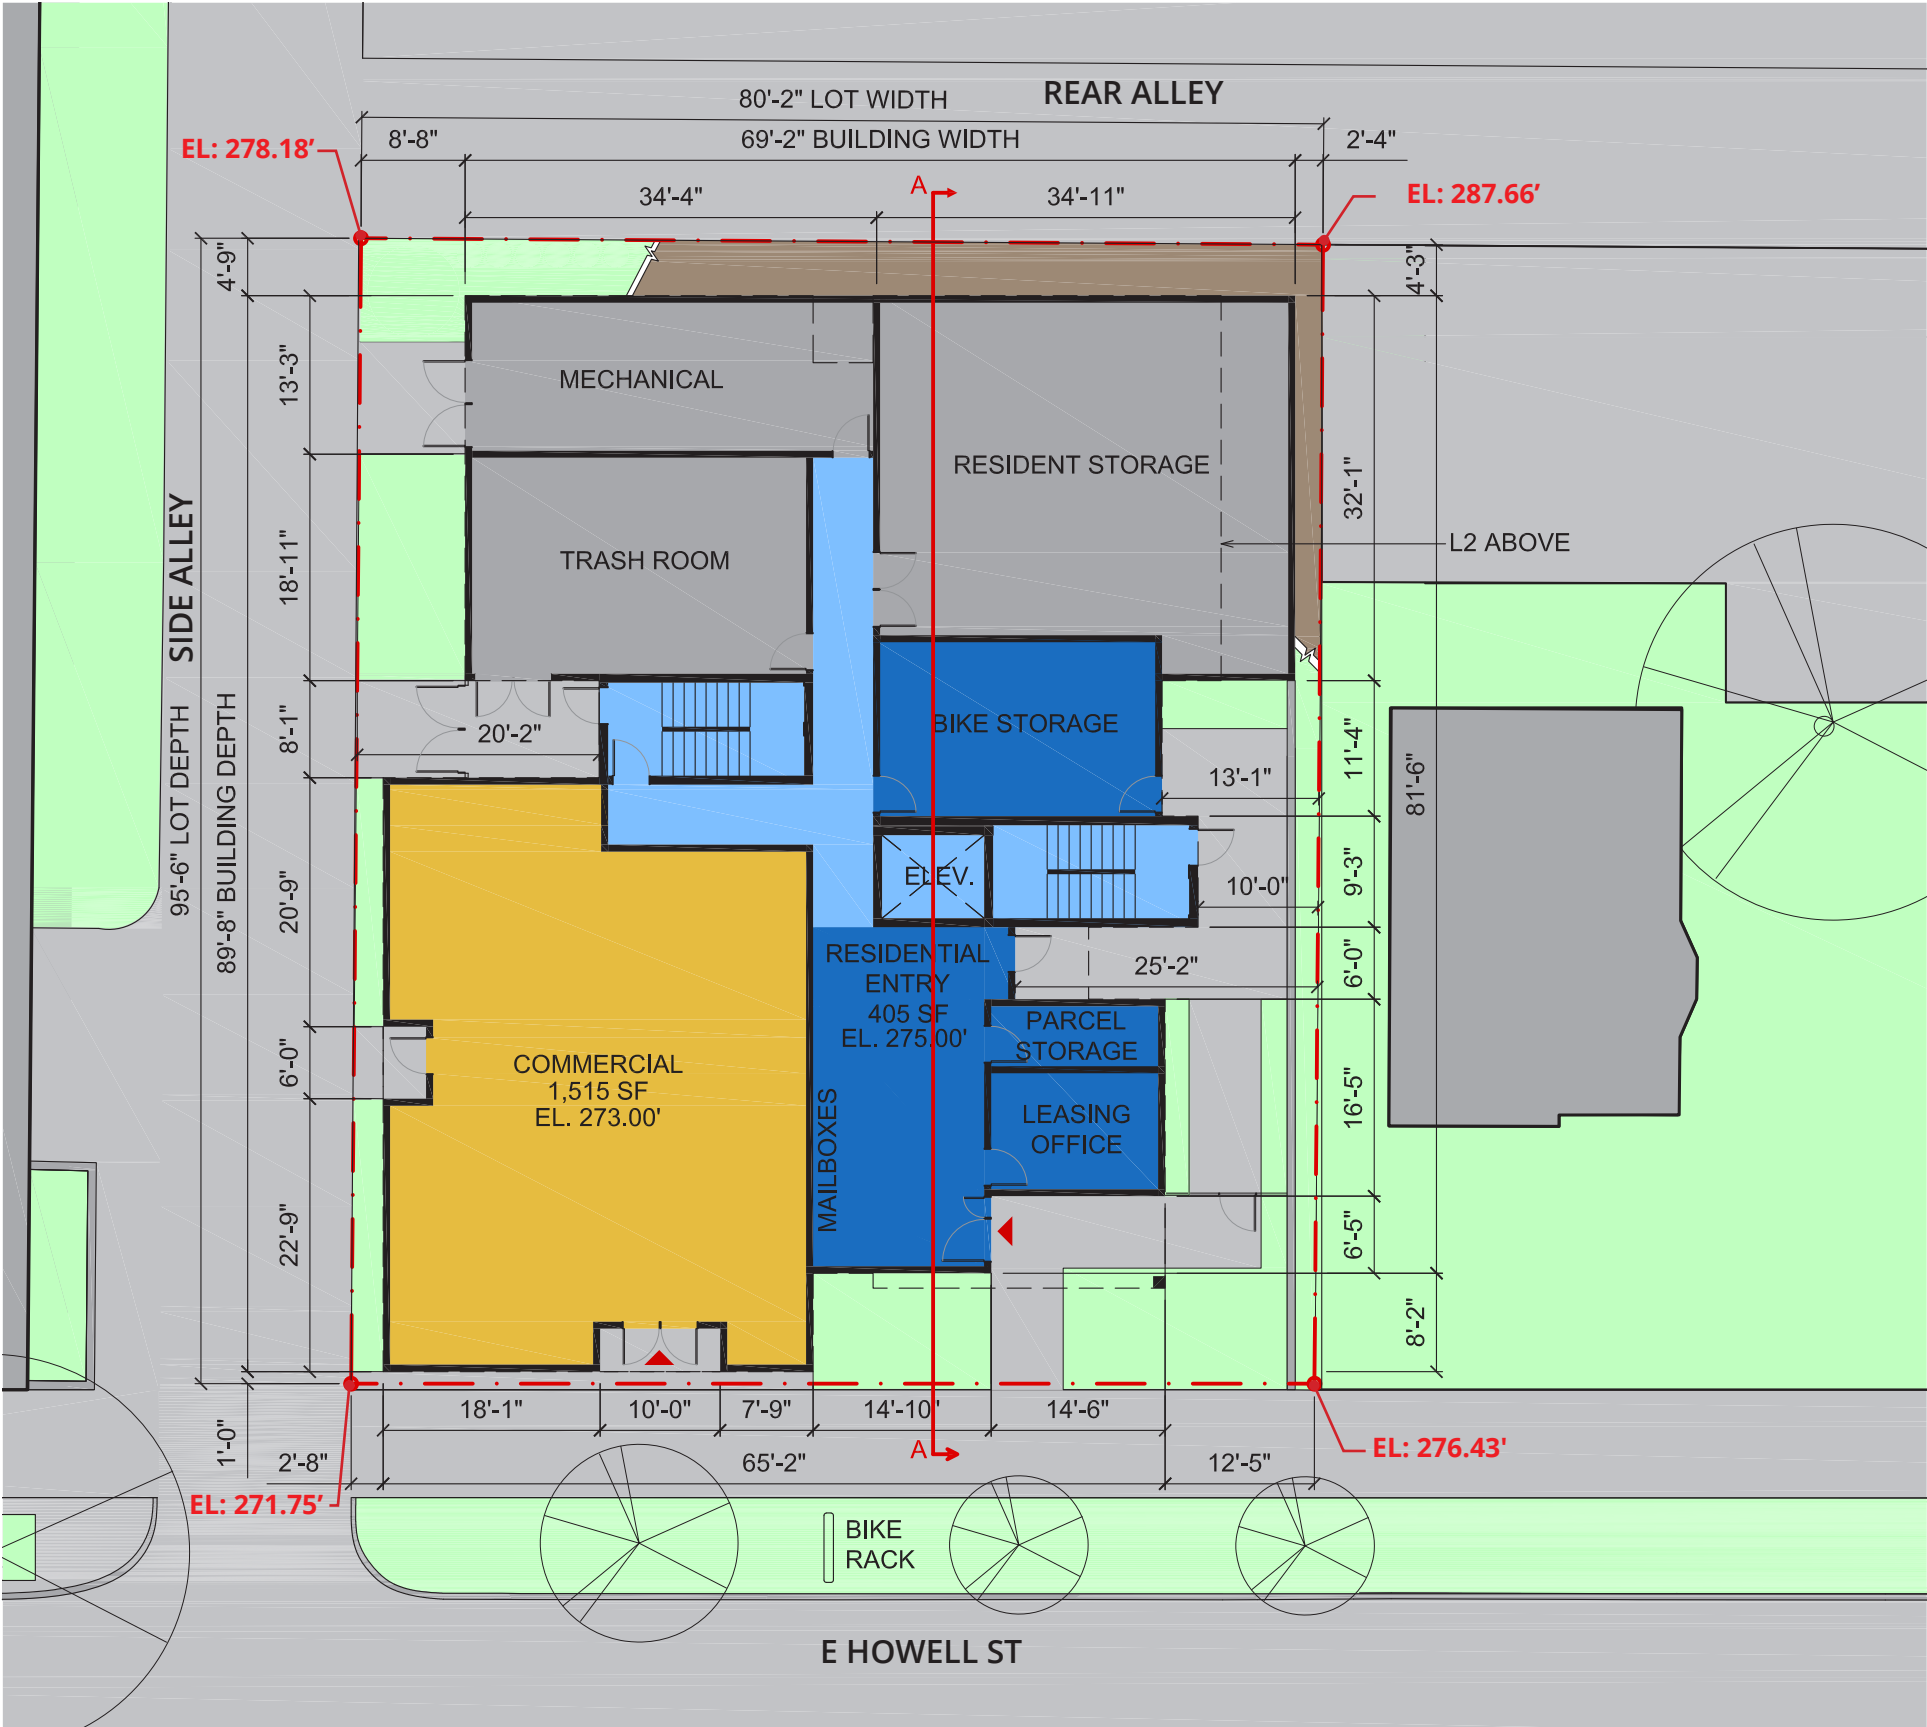 REAR ALLEY
80'-2" LOT WIDTH
8'-8"
69'-2" BUILDING WIDTH
2'-4"
EL: 278.18'
34'-4"
A
34'-11"
EL: 287.66'
4'-9"
4'-3"
13'-3"
MECHANICAL
RESIDENT STORAGE
32'-1"
L2 ABOVE
SIDE ALLEY
18'-11"
TRASH ROOM
95'-6" LOT DEPTH
89'-8" BUILDING DEPTH
8'-1"
20'-2"
BIKE STORAGE
13'-1"
11'-4"
81'-6"
20'-9"
ELEV.
10'-0"
9'-3"
RESIDENTIAL
ENTRY
405 SF
EL. 275.00'
25'-2"
6'-0"
6'-0"
COMMERCIAL
1,515 SF
EL. 273.00'
PARCEL
STORAGE
MAILBOXES
LEASING
OFFICE
16'-5"
22'-9"
6'-5"
8'-2"
18'-1"
10'-0"
7'-9"
14'-10'
14'-6"
1'-0"
2'-8"
65'-2"
A
12'-5"
EL: 276.43'
EL: 271.75'
BIKE
RACK
E HOWELL ST